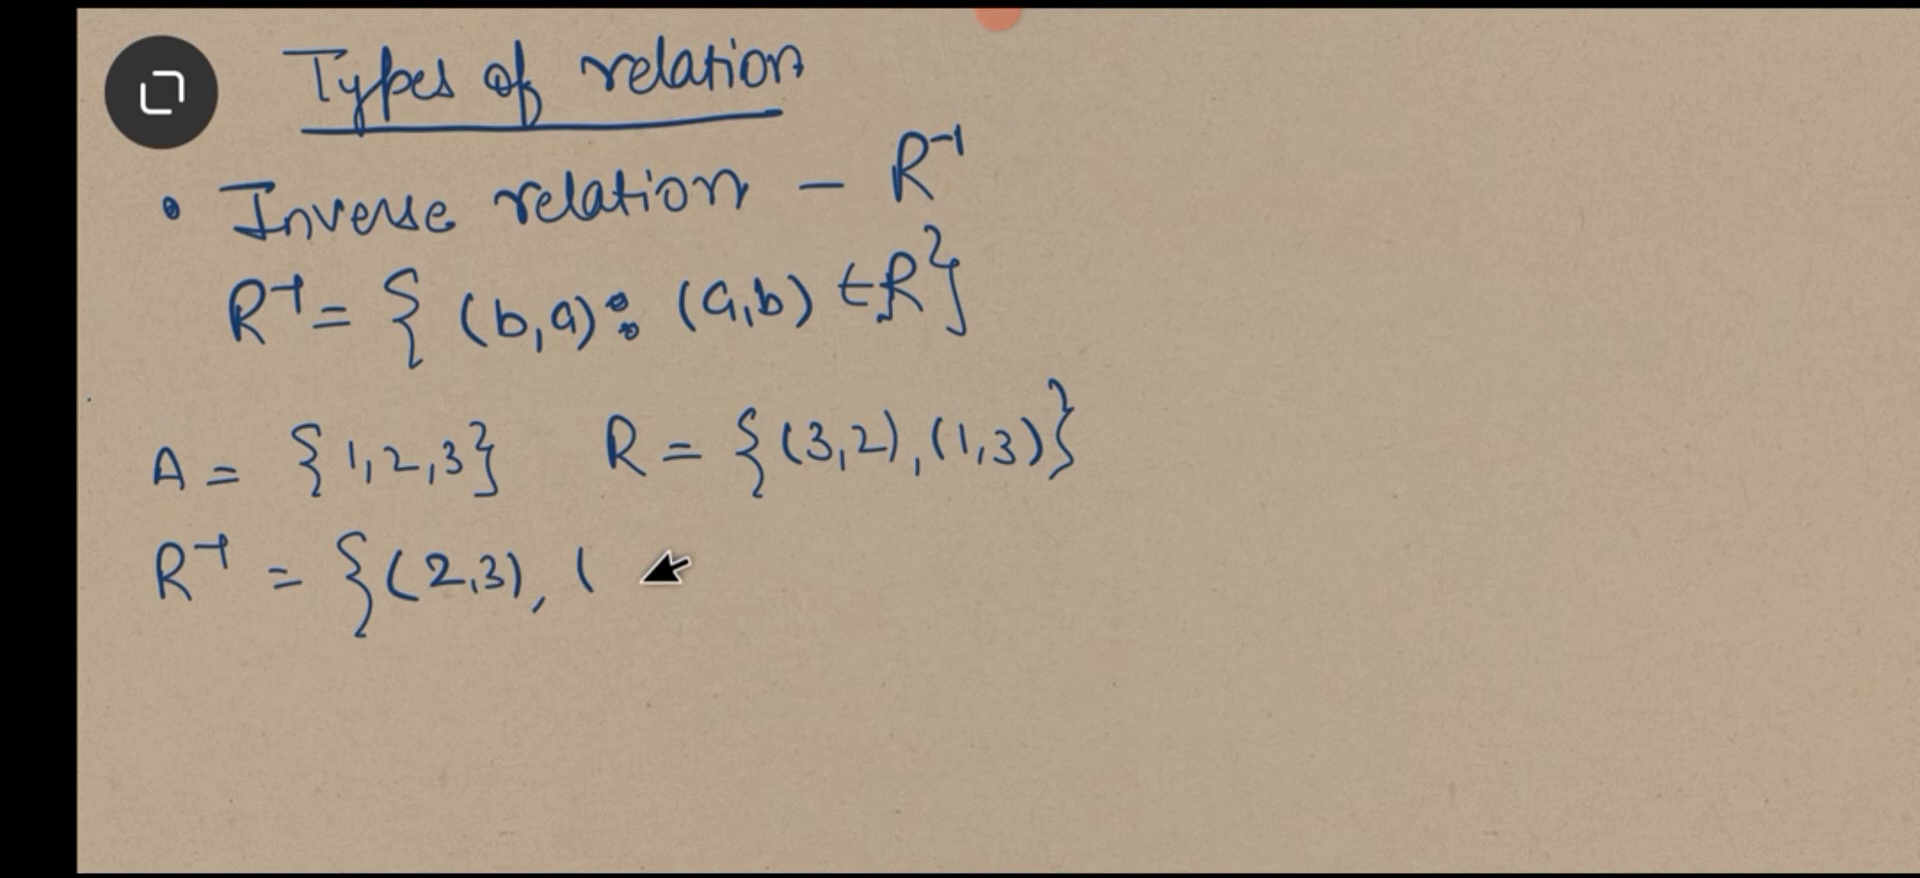 Types of relation
• Inverse relation – R⁻¹
R⁻¹ = { (b,a) : (a,b) ∈ R }
A = {1,2,3} R = {(3,2),(1,3)}
R⁻¹ = {(2,3), (